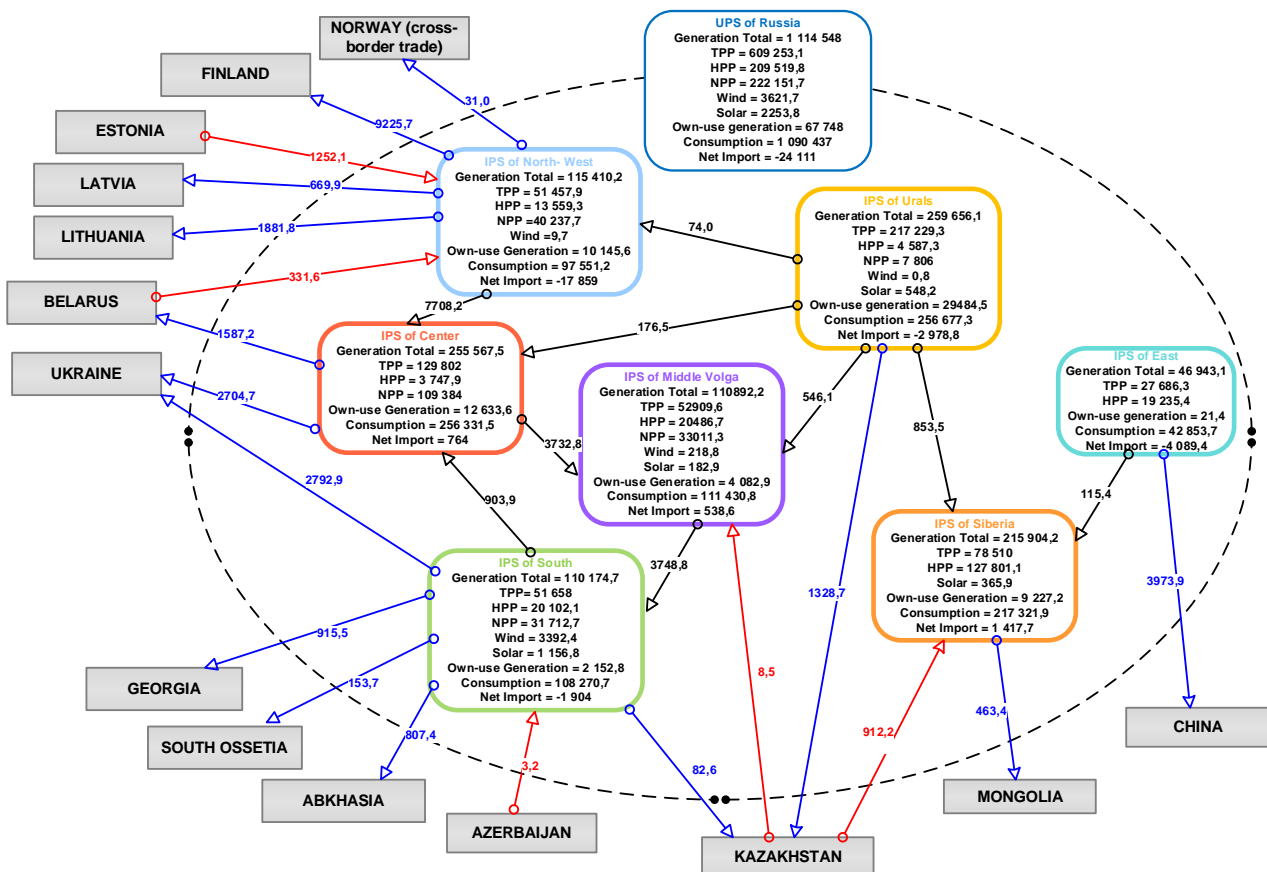 NORWAY (cross-
border trade)
FINLAND
ESTONIA
LATVIA
LITHUANIA
BELARUS
UKRAINE
GEORGIA
SOUTH OSSETIA
ABKHASIA
AZERBAIJAN
KAZAKHSTAN
MONGOLIA
CHINA
UPS of Russia
Generation Total = 1 114 548
TPP = 609 253,1
HPP = 209 519,8
NPP = 222 151,7
Wind = 3621,7
Solar = 2253,8
Own-use generation = 67 748
Consumption = 1 090 437
Net Import = -24 111
IPS of North- West
Generation Total = 115 410,2
TPP = 51 457,9
HPP = 13 559,3
NPP =40 237,7
Wind =9,7
Own-use Generation = 10 145,6
Consumption = 97 551,2
Net Import = -17 859
IPS of Urals
Generation Total = 259 656,1
TPP = 217 229,3
HPP = 4 587,3
NPP = 7 806
Wind = 0,8
Solar = 548,2
Own-use generation = 29484,5
Consumption = 256 677,3
Net Import = -2 978,8
IPS of Center
Generation Total = 255 567,5
TPP = 129 802
HPP = 3 747,9
NPP = 109 384
Own-use Generation = 12 633,6
Consumption = 256 331,5
Net Import = 764
IPS of Middle Volga
Generation Total = 110892,2
TPP = 52909,6
HPP = 20486,7
NPP = 33011,3
Wind = 218,8
Solar = 182,9
Own-use Generation = 4 082,9
Consumption = 111 430,8
Net Import = 538,6
IPS of East
Generation Total = 46 943,1
TPP = 27 686,3
HPP = 19 235,4
Own-use generation = 21,4
Consumption = 42 853,7
Net Import = -4 089,4
IPS of Siberia
Generation Total = 215 904,2
TPP = 78 510
HPP = 127 801,1
Solar = 365,9
Own-use Generation = 9 227,2
Consumption = 217 321,9
Net Import = 1 417,7
IPS of South
Generation Total = 110 174,7
TPP= 51 658
HPP = 20 102,1
NPP = 31 712,7
Wind = 3392,4
Solar = 1 156,8
Own-use Generation = 2 152,8
Consumption = 108 270,7
Net Import = -1 904
31,0
9225,7
1252,1
669,9
1881,8
331,6
1587,2
2704,7
2792,9
7708,2
74,0
176,5
3732,8
546,1
853,5
115,4
903,9
3748,8
1328,7
3973,9
915,5
153,7
807,4
3,2
82,6
8,5
912,2
463,4